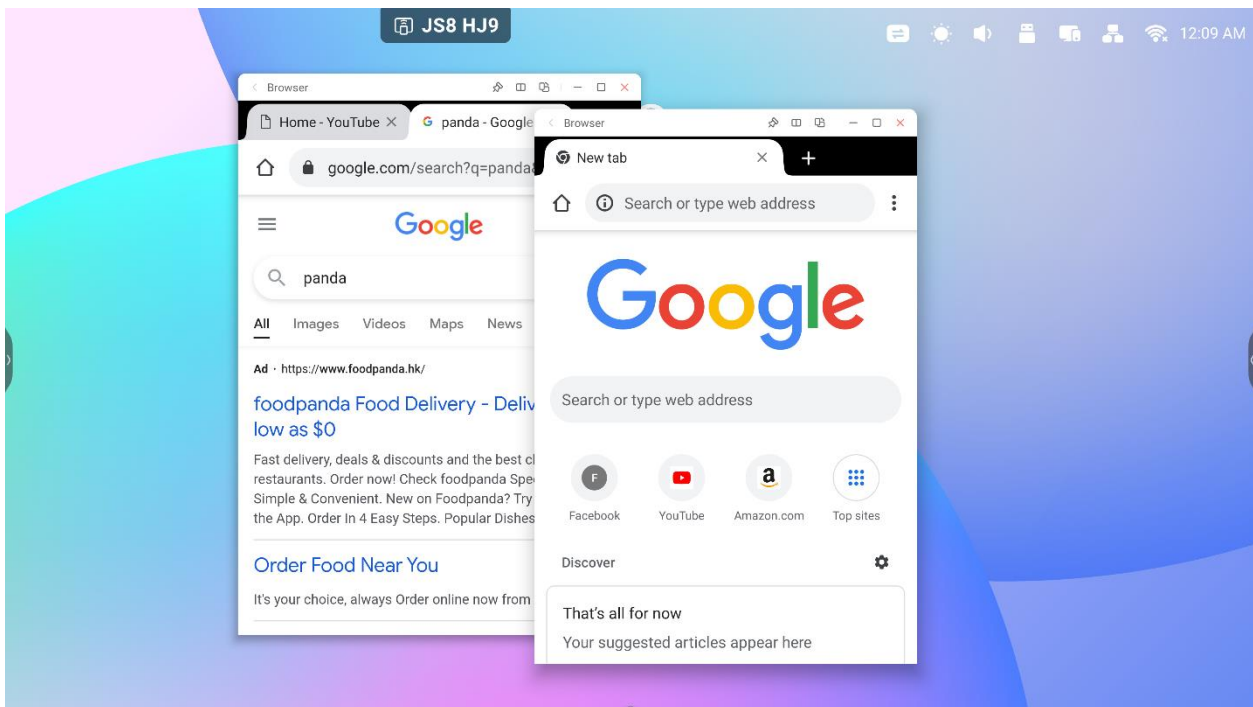 JS8 HJ9
12:09 AM
Browser
Home - YouTube
panda - Google
google.com/search?q=panda
Google
panda
All Images Videos Maps News
Ad · https://www.foodpanda.hk/
foodpanda Food Delivery - Deliv
low as $0
Fast delivery, deals & discounts and the best c
restaurants. Order now! Check foodpanda Spe
Simple & Convenient. New on Foodpanda? Try
the App. Order In 4 Easy Steps. Popular Dishes
Order Food Near You
It's your choice, always Order online now from
Browser
New tab
Search or type web address
Google
Search or type web address
F
a
Facebook YouTube Amazon.com Top sites
Discover
That's all for now
Your suggested articles appear here